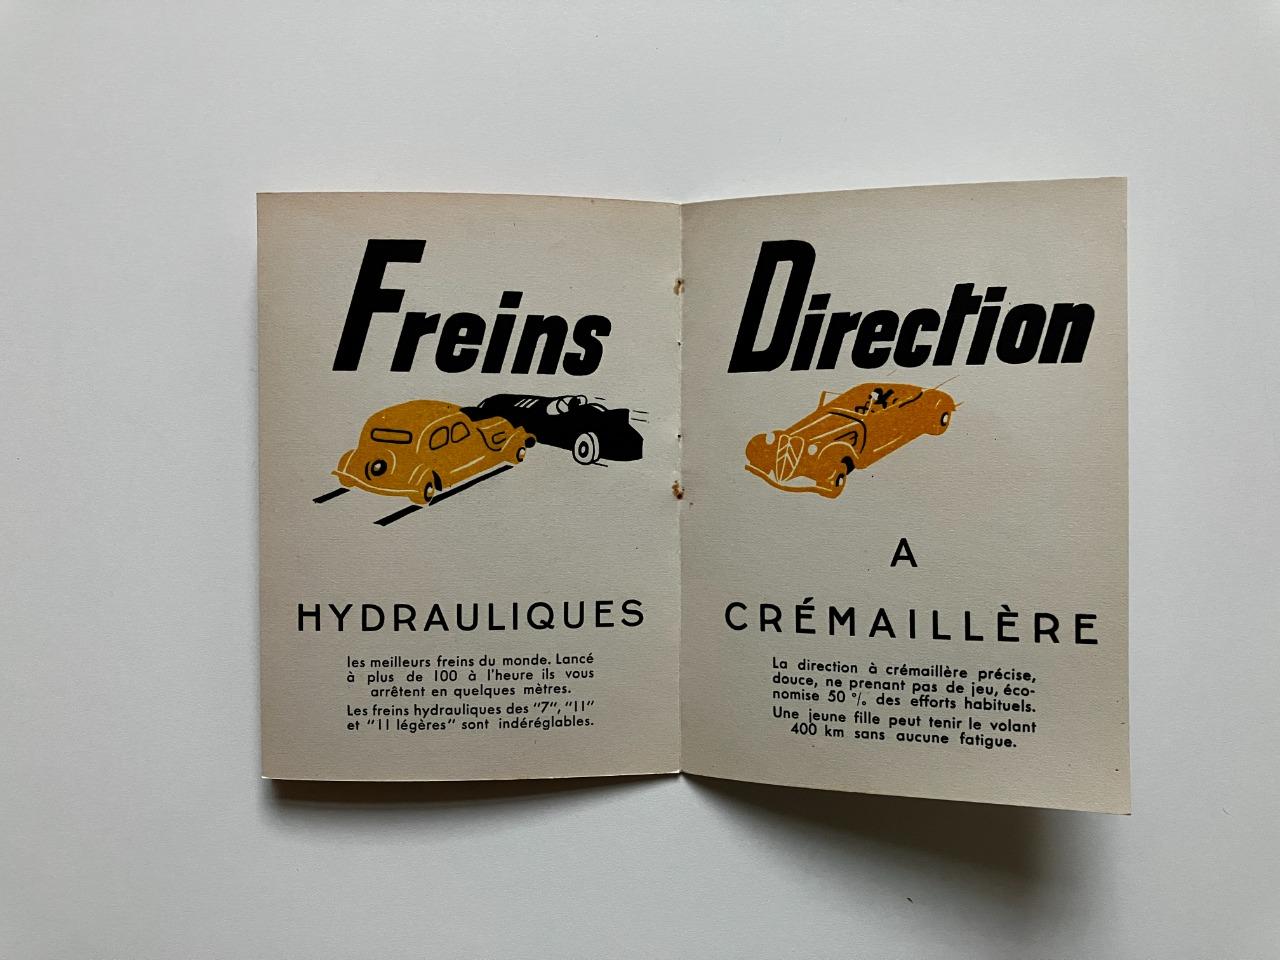 Freins
HYDRAULIQUES
les meilleurs freins du monde. Lancé
à plus de 100 à l'heure ils vous
arrêtent en quelques mètres.
Les freins hydrauliques des "7", "11"
et "11 légères" sont indéréglables.
Direction
A
CRÉMAILLÈRE
La direction à crémaillère précise,
douce, ne prenant pas de jeu, éco-
nomise 50 % des efforts habituels.
Une jeune fille peut tenir le volant
400 km sans aucune fatigue.